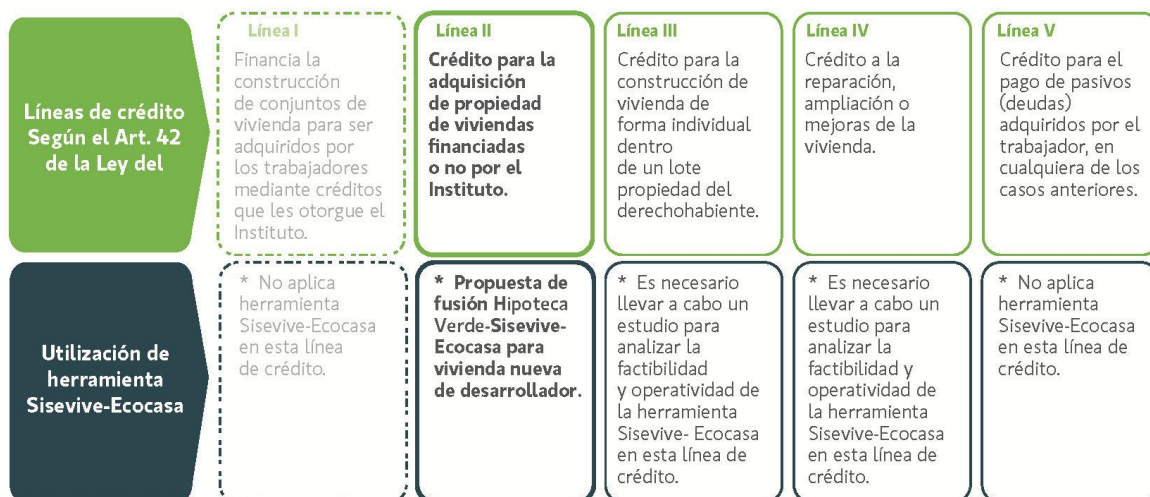 Líneas de crédito
Según el Art. 42
de la Ley del
Línea I
Financia la
construcción
de conjuntos de
vivienda para ser
adquiridos por
los trabajadores
mediante créditos
que les otorgue el
Instituto.
Línea II
Crédito para la
adquisición
de propiedad
de viviendas
financiadas
o no por el
Instituto.
Línea III
Crédito para la
construcción de
vivienda de
forma individual
dentro
de un lote
propiedad del
derechohabiente.
Línea IV
Crédito a la
reparación,
ampliación o
mejoras de la
vivienda.
Línea V
Crédito para el
pago de pasivos
(deudas)
adquiridos por el
trabajador, en
cualquiera de los
casos anteriores.
Utilización de
herramienta
Sisevive-Ecocasa
* No aplica
herramienta
Sisevive-Ecocasa
en esta línea
de crédito.
* Propuesta de
fusión Hipoteca
Verde-Sisevive-
Ecocasa para
vivienda nueva
de desarrollador.
* Es necesario
llevar a cabo un
estudio para
analizar la
factibilidad
y operatividad de
la herramienta
Sisevive- Ecocasa
en esta línea de
crédito.
* Es necesario
llevar a cabo un
estudio para
analizar la
factibilidad y
operatividad de
la herramienta
Sisevive-Ecocasa
en esta línea de
crédito.
* No aplica
herramienta
Sisevive-Ecocasa
en esta línea de
crédito.